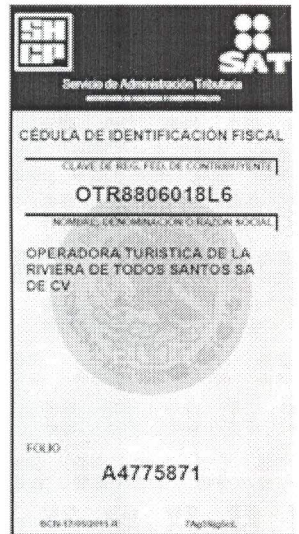 SH
CP
SAT
Servicio de Administración Tributaria
CÉDULA DE IDENTIFICACIÓN FISCAL
CLAVE DE REG. FED. DE CONTRIBUYENTE
OTR8806018L6
NOMBRE, DENOMINACIÓN O RAZÓN SOCIAL
OPERADORA TURISTICA DE LA
RIVIERA DE TODOS SANTOS SA
DE CV
FOLIO
A4775871